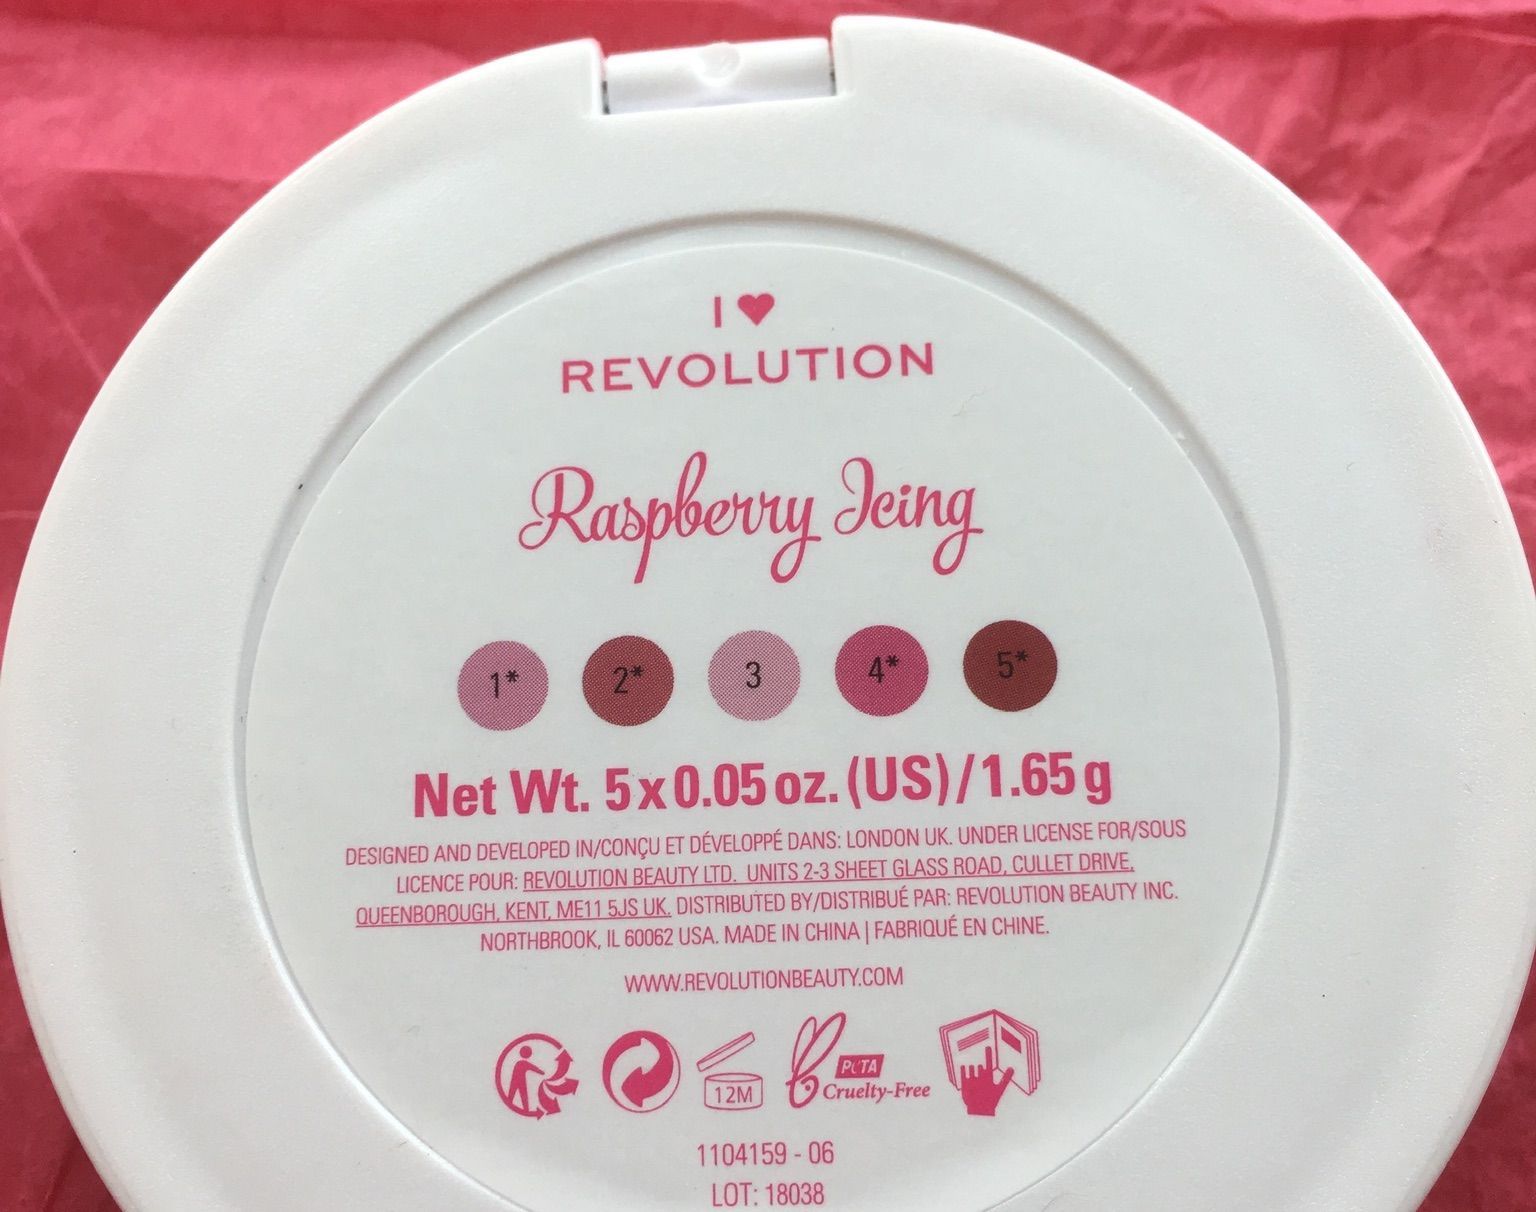 I ♥
REVOLUTION
Raspberry Icing
1* 2* 3 4* 5*
Net Wt. 5 x 0.05 oz. (US) / 1.65 g
DESIGNED AND DEVELOPED IN/CONÇU ET DÉVELOPPÉ DANS: LONDON UK. UNDER LICENSE FOR/SOUS
LICENCE POUR: REVOLUTION BEAUTY LTD. UNITS 2-3 SHEET GLASS ROAD, CULLET DRIVE,
QUEENBOROUGH, KENT, ME11 5JS UK. DISTRIBUTED BY/DISTRIBUÉ PAR: REVOLUTION BEAUTY INC.
NORTHBROOK, IL 60062 USA. MADE IN CHINA | FABRIQUÉ EN CHINE.
WWW.REVOLUTIONBEAUTY.COM
12M
PETA
Cruelty-Free
1104159 - 06
LOT: 18038